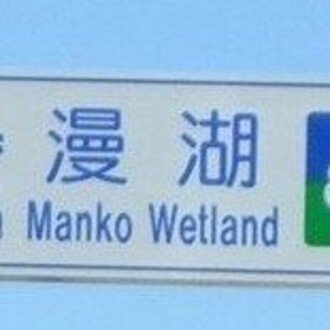 漫湖
Manko Wetland